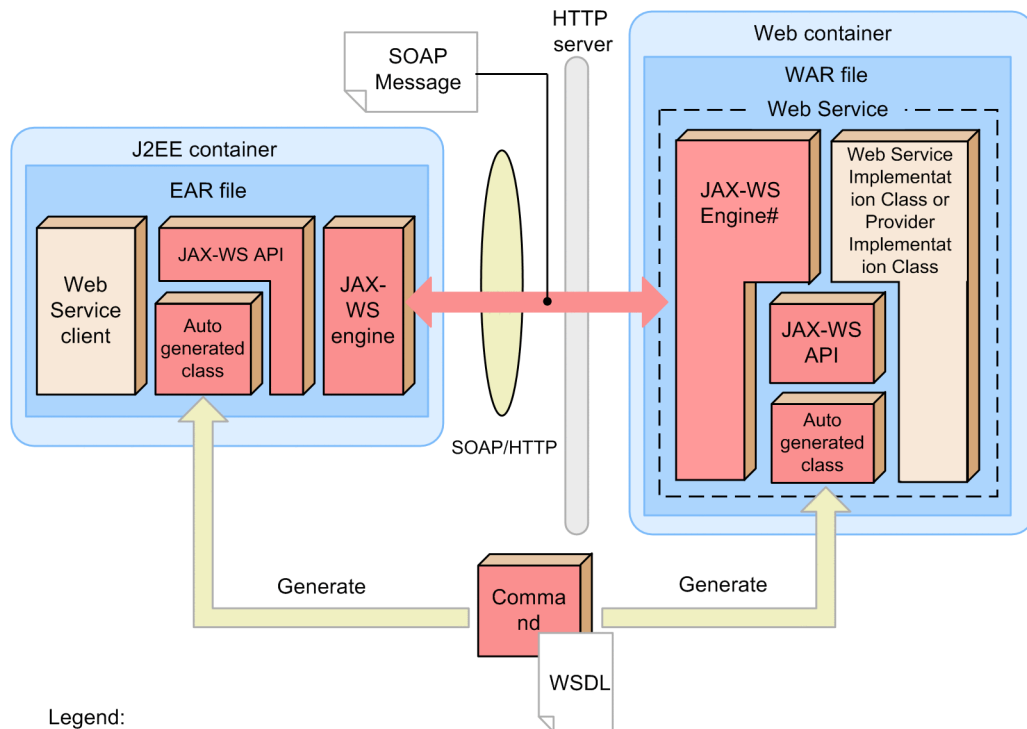 HTTP
server
SOAP
Message
Web container
WAR file
Web Service
J2EE container
EAR file
Web
Service
client
JAX-WS API
Auto
generated
class
JAX-
WS
engine
SOAP/HTTP
JAX-WS
Engine#
Web Service
Implementat
ion Class or
Provider
Implementat
ion Class
JAX-WS
API
Auto
generated
class
Generate
Comma
nd
WSDL
Generate
Legend: